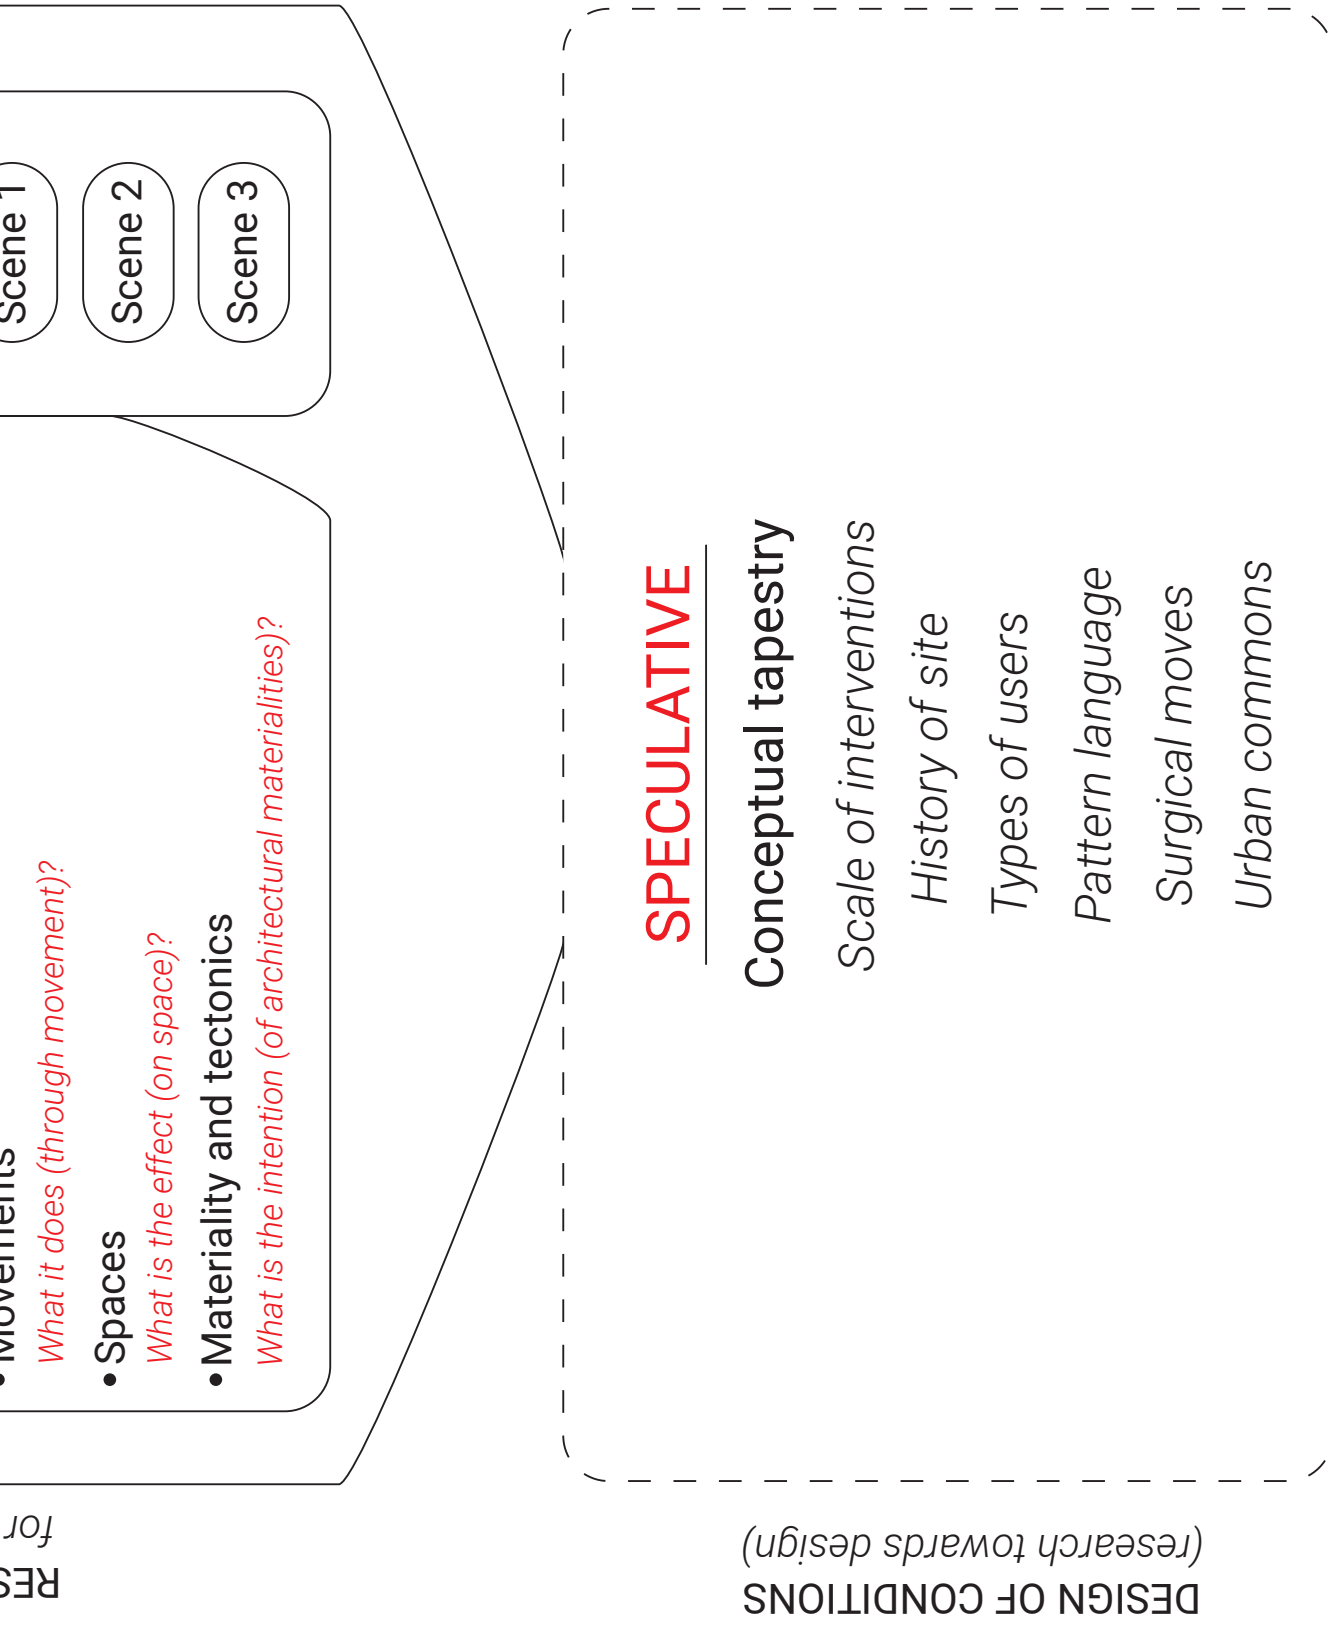 Scene 1
Scene 2
Scene 3
• Movements
What it does (through movement)?
• Spaces
What is the effect (on space)?
• Materiality and tectonics
What is the intention (of architectural materialities)?
SPECULATIVE
Conceptual tapestry
Scale of interventions
History of site
Types of users
Pattern language
Surgical moves
Urban commons
for
DESIGN OF CONDITIONS
(research towards design)